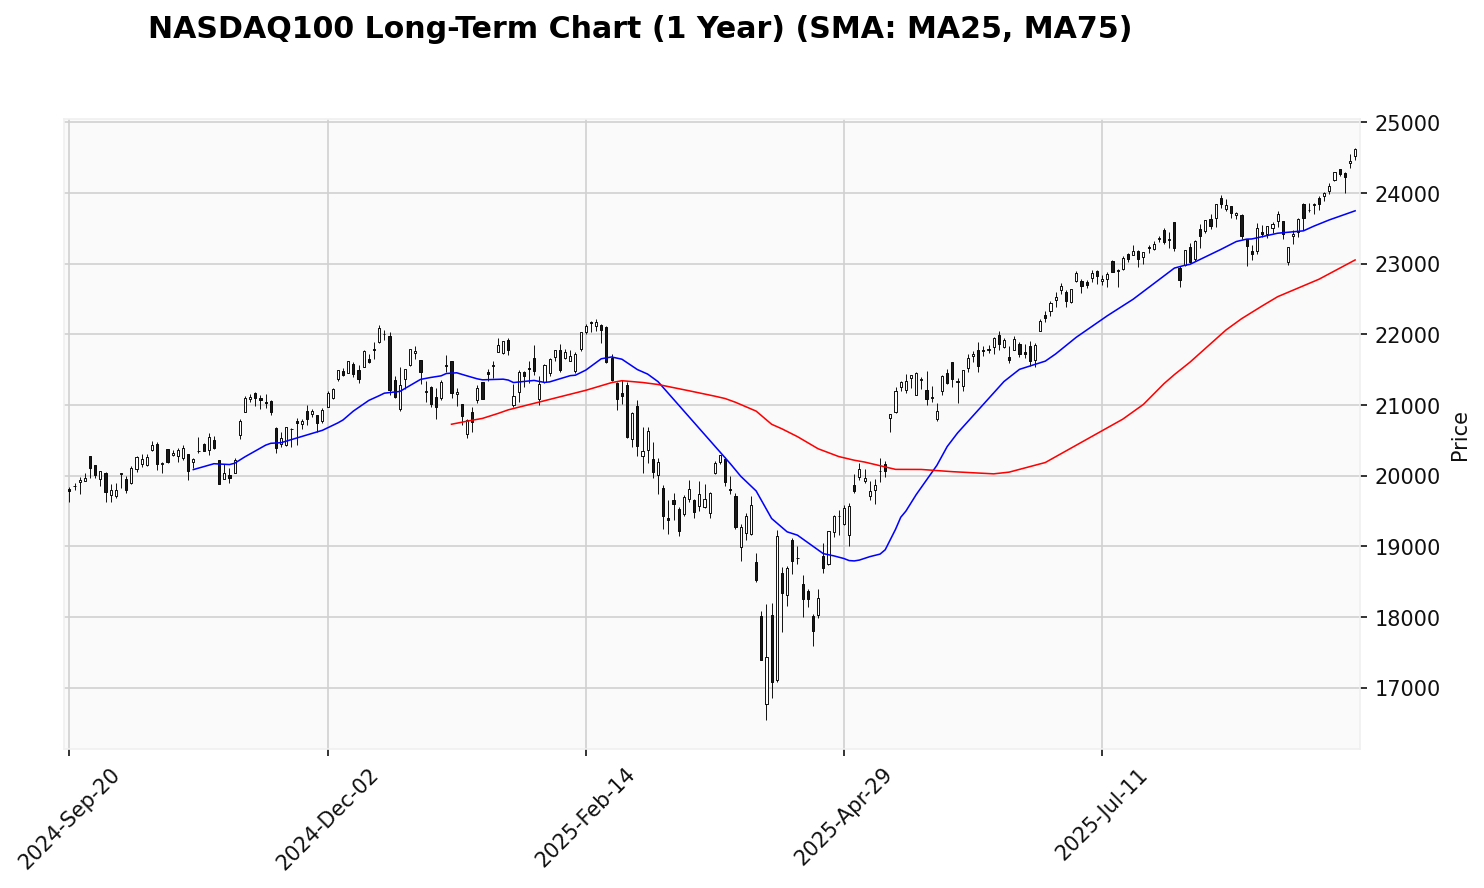 NASDAQ100 Long-Term Chart (1 Year) (SMA: MA25, MA75)
25000
24000
23000
22000
21000
20000
19000
18000
17000
Price
2024-Sep-20
2024-Dec-02
2025-Feb-14
2025-Apr-29
2025-Jul-11